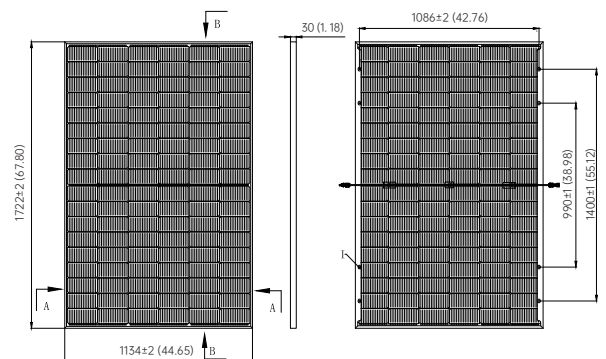 B
30 (1.18)
1086±2 (42.76)
1722±2 (67.80)
990±1 (38.98)
1400±1 (55.12)
I
A
A
1134±2 (44.65)
B